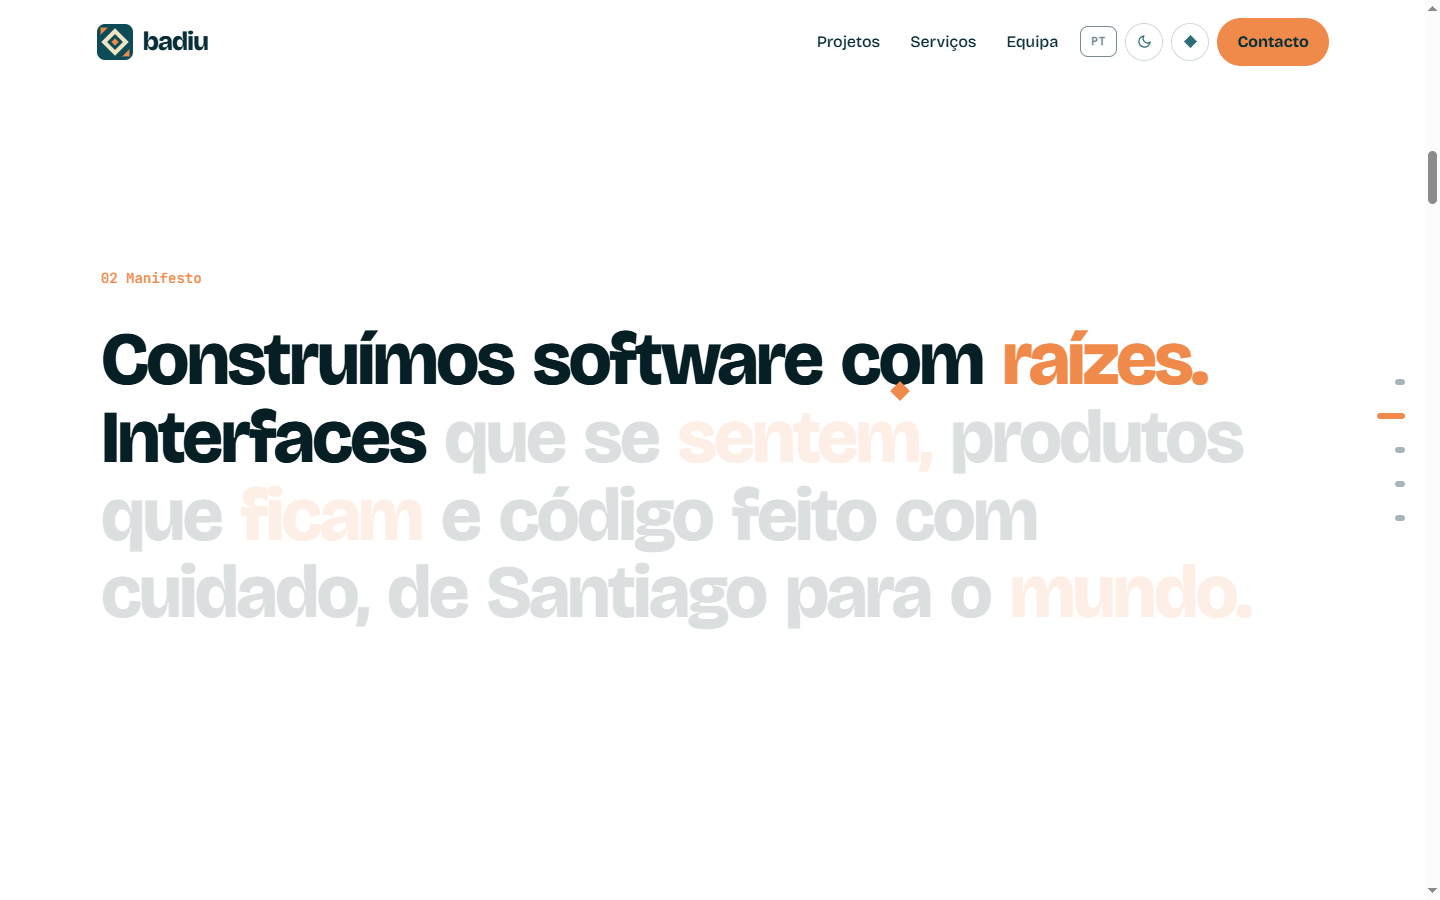 badiu
Projetos Serviços Equipa PT Contacto
02 Manifesto
Construímos software com raízes.
Interfaces que se sentem, produtos
que ficam e código feito com
cuidado, de Santiago para o mundo.